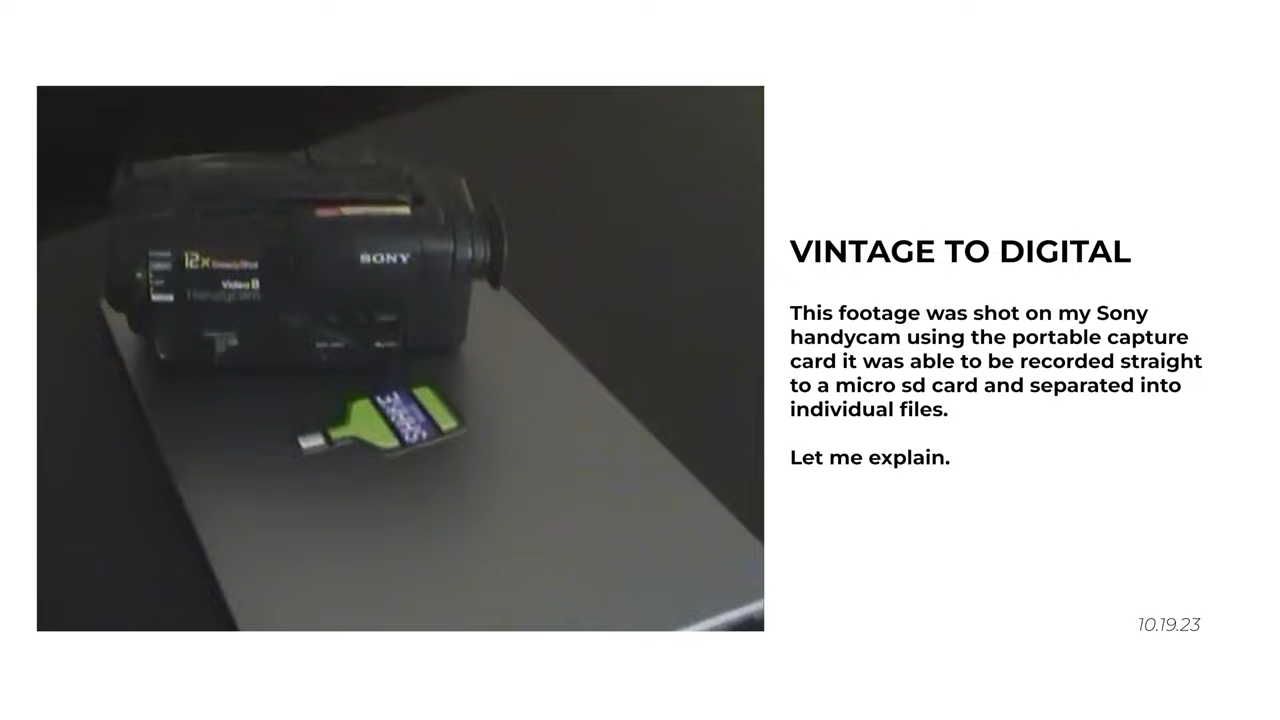 12x SteadyShot
SONY
Video 8
Handycam
VINTAGE TO DIGITAL
This footage was shot on my Sony
handycam using the portable capture
card it was able to be recorded straight
to a micro sd card and separated into
individual files.
Let me explain.
10.19.23